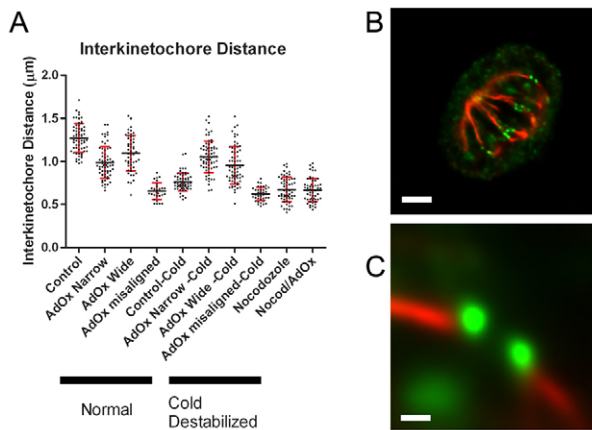 A
Interkinetochore Distance
Interkinetochore Distance (μm)
2.0
1.5
1.0
0.5
0.0
Control
AdOx Narrow
AdOx Wide
AdOx misaligned
Control-Cold
AdOx Narrow -Cold
AdOx Wide -Cold
AdOx misaligned-Cold
Nocodozole
Nocod/AdOx
Normal
Cold
Destabilized
B
C